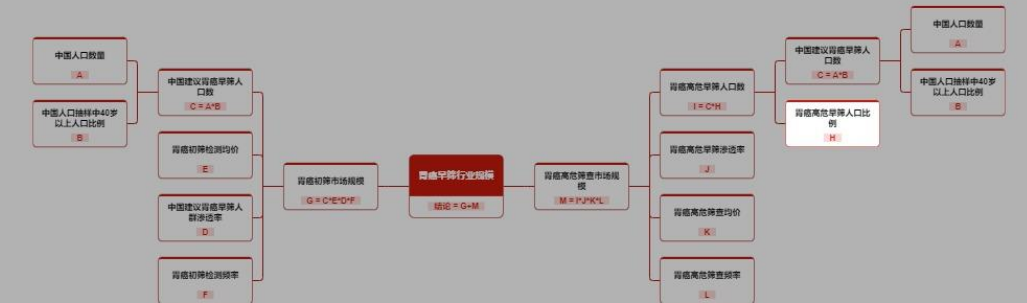 中国人口数量
A
中国人口抽样中40岁
以上人口比例
B
中国建议胃癌早筛人
口数
C = A*B
胃癌初筛检测均价
E
中国建议胃癌早筛人
群渗透率
D
胃癌初筛检测频率
F
胃癌初筛市场规模
G = C*E*D*F
胃癌早筛行业规模
结论 = G+M
胃癌高危筛查市场规
模
M = I*J*K*L
胃癌高危早筛人口数
I = C*H
胃癌高危早筛渗透率
J
胃癌高危筛查均价
K
胃癌高危筛查频率
L
中国建议胃癌早筛人
口数
C = A*B
胃癌高危早筛人口比
例
H
中国人口数量
A
中国人口抽样中40岁
以上人口比例
B